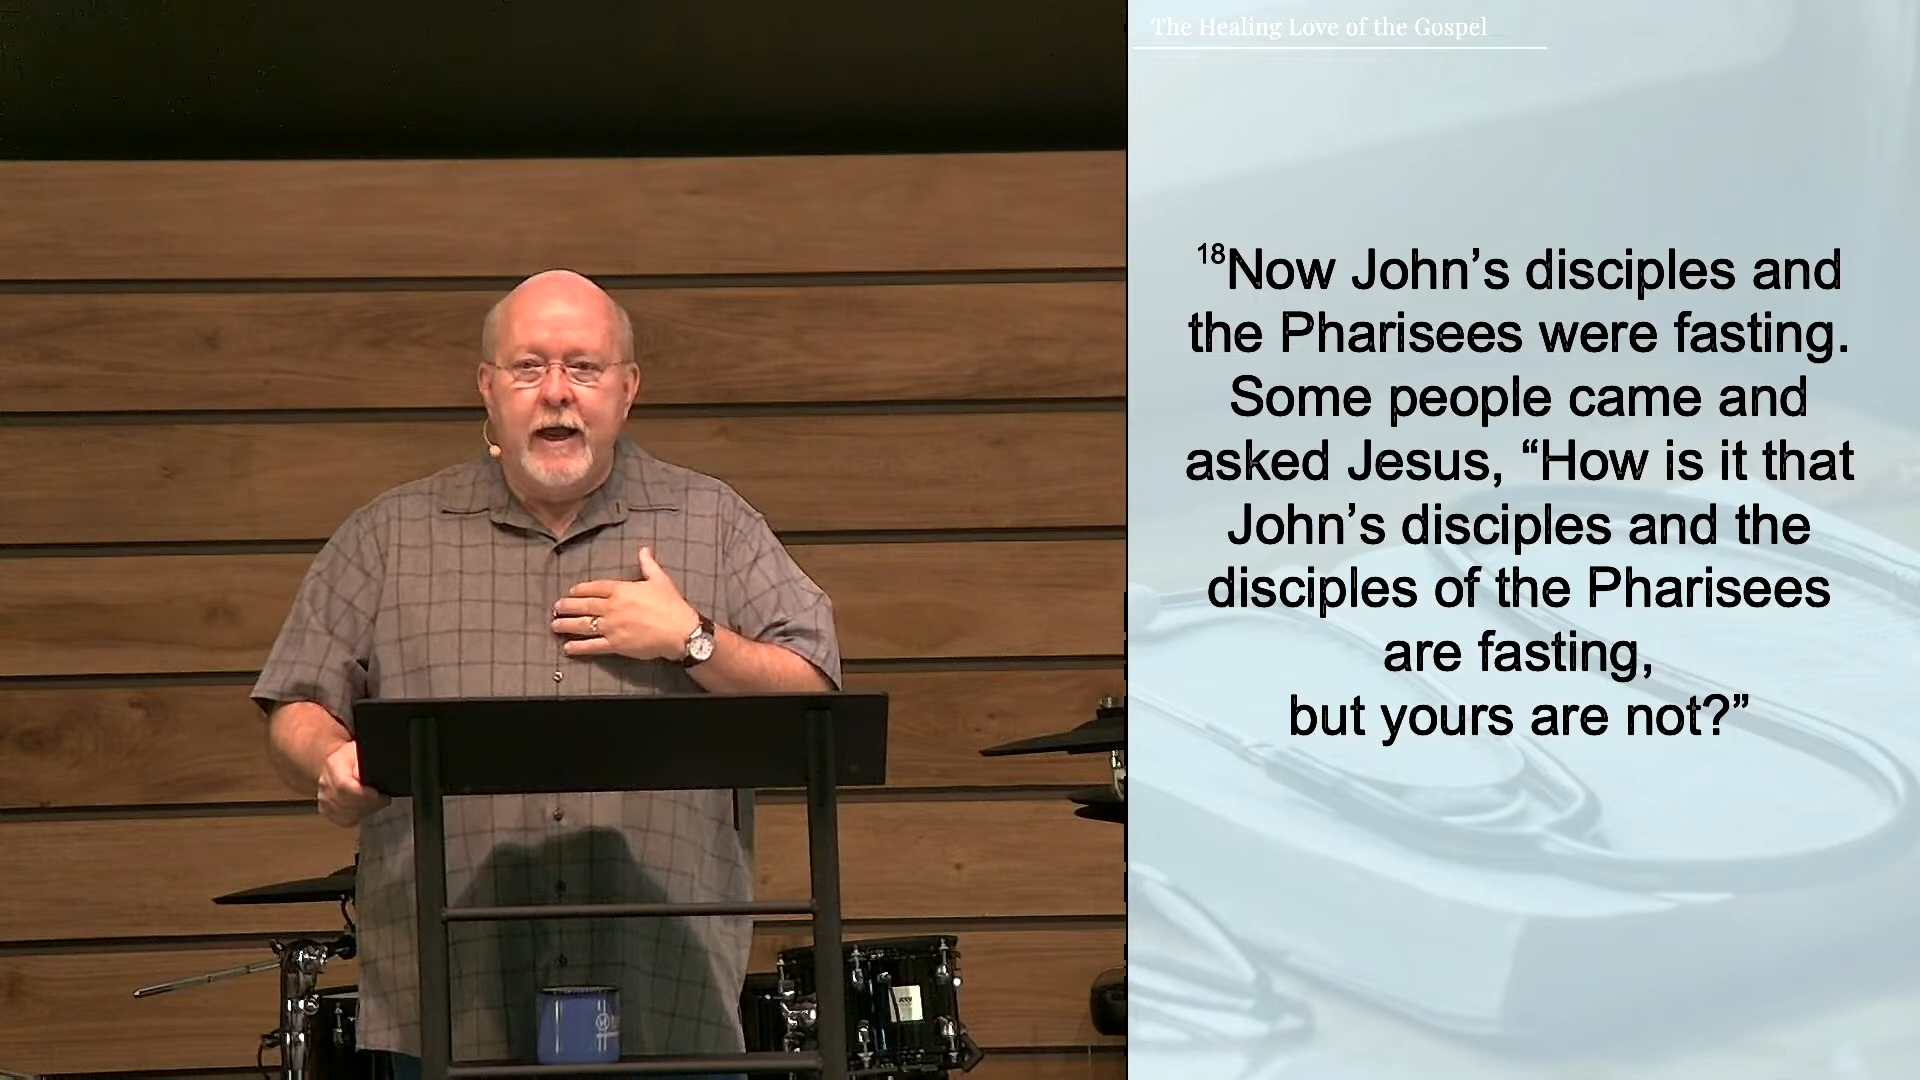 The Healing Love of the Gospel
18Now John’s disciples and
the Pharisees were fasting.
Some people came and
asked Jesus, “How is it that
John’s disciples and the
disciples of the Pharisees
are fasting,
but yours are not?”